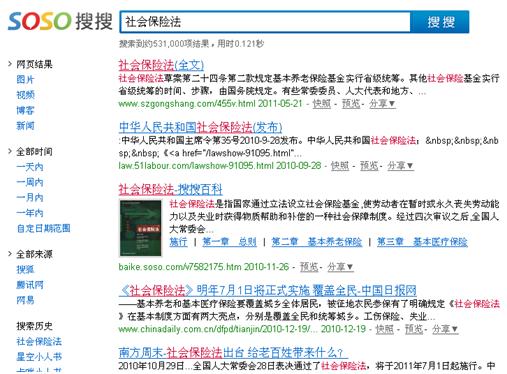 SOSO 搜搜 社会保险法 搜搜
搜索到约531,000项结果，用时0.121秒
网页结果
图片
视频
博客
新闻
全部时间
一天内
一周内
一月内
一年内
自定日期范围
全部来源
搜狐
腾讯网
网易
搜索历史
社会保险法
星空小人书
社会保险法(全文)
社会保险法草案第二十四条第二款规定基本养老保险基金实行省级统筹。其他社会保险基金实行
省级统筹的时间、步骤，由国务院规定。有些常委委员、人大代表和地方、...
www.szgongshang.com/455v.html 2011-05-21 - 快照 - 预览 - 分享▼
中华人民共和国社会保险法(发布)
:中华人民共和国主席令第35号2010-9-28发布。中华人民共和国社会保险法；&nbsp;&nbsp;&nb
sp;&nbsp;《<a href="/lawshow-91095.html"...
law.51labour.com/lawshow-91095.html 2010-09-28 - 快照 - 预览 - 分享▼
社会保险法-搜搜百科
社会保险法
社会保险法是指国家通过立法设立社会保险基金,使劳动者在暂时或永久丧失劳动能
力以及失业时获得物质帮助和补偿的一种社会保障制度。经过四次审议之后,全国人
大常委会...
施行 | 第一章 总则 | 第二章 基本养老保险 | 第三章 基本医疗保险
baike.soso.com/v7582175.htm 2010-11-26 - 预览 - 分享▼
《社会保险法》明年7月1日将正式实施 覆盖全民-中国日报网
——基本养老和基本医疗保险要覆盖城乡全体居民，被征地农民参保有了明确规定《社会保险法
》在基本制度方面有两大亮点，分别是覆盖全民和统筹城乡。工伤保险、失业...
www.chinadaily.com.cn/dfpd/tianjin/2010-12-19/... 2010-12-19 - 快照 - 预览 - 分享▼
南方周末-社会保险法出台 给老百姓带来什么?
2010年10月29日...全国人大常委会28日表决通过了社会保险法，将于2011年7月1日起施行。中